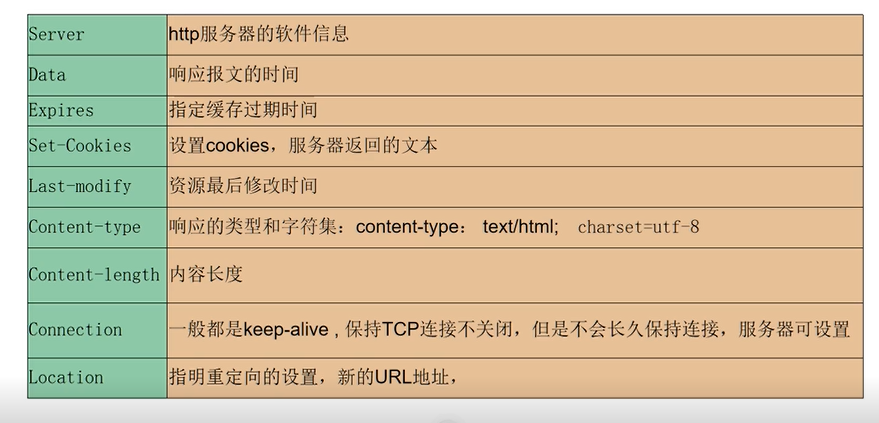 Server http服务器的软件信息
Data 响应报文的时间
Expires 指定缓存过期时间
Set-Cookies 设置cookies，服务器返回的文本
Last-modify 资源最后修改时间
Content-type 响应的类型和字符集：content-type： text/html; charset=utf-8
Content-length 内容长度
Connection 一般都是keep-alive , 保持TCP连接不关闭，但是不会长久保持连接，服务器可设置
Location 指明重定向的设置，新的URL地址，